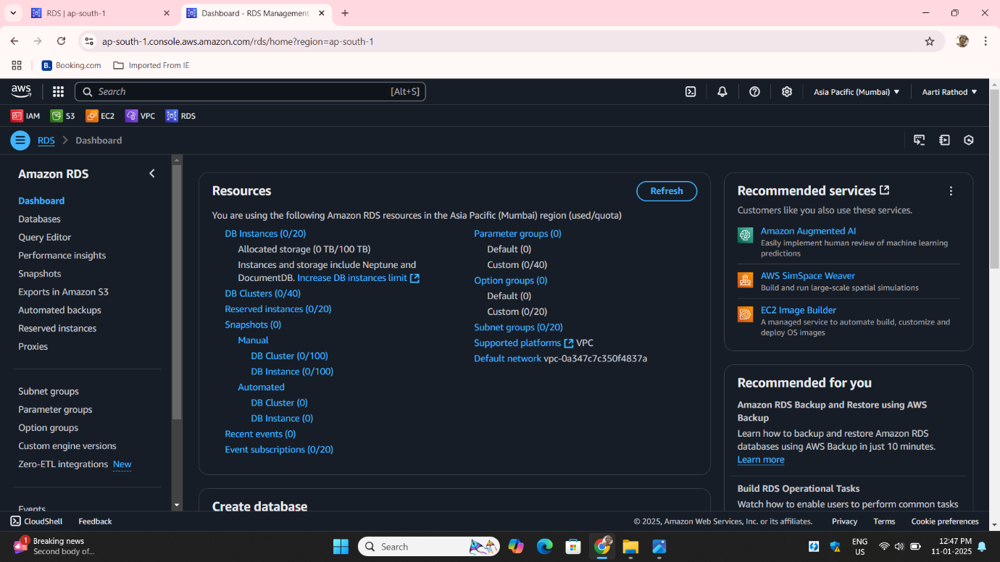 RDS | ap-south-1
Dashboard - RDS Management
ap-south-1.console.aws.amazon.com/rds/home?region=ap-south-1
B. Booking.com
Imported From IE
aws
Search
[Alt+S]
Asia Pacific (Mumbai)
Aarti Rathod
IAM
S3
EC2
VPC
RDS
RDS
Dashboard
Amazon RDS
Dashboard
Databases
Query Editor
Performance insights
Snapshots
Exports in Amazon S3
Automated backups
Reserved instances
Proxies
Subnet groups
Parameter groups
Option groups
Custom engine versions
Zero-ETL integrations New
Events
Resources
Refresh
You are using the following Amazon RDS resources in the Asia Pacific (Mumbai) region (used/quota)
DB Instances (0/20)
Allocated storage (0 TB/100 TB)
Instances and storage include Neptune and
DocumentDB. Increase DB instances limit
DB Clusters (0/40)
Reserved instances (0/20)
Snapshots (0)
Manual
DB Cluster (0/100)
DB Instance (0/100)
Automated
DB Cluster (0)
DB Instance (0)
Recent events (0)
Event subscriptions (0/20)
Parameter groups (0)
Default (0)
Custom (0/40)
Option groups (0)
Default (0)
Custom (0/20)
Subnet groups (0/20)
Supported platforms VPC
Default network vpc-0a347c7c350f4837a
Create database
Recommended services
Customers like you also use these services.
Amazon Augmented AI
Easily implement human review of machine learning
predictions
AWS SimSpace Weaver
Build and run large-scale spatial simulations
EC2 Image Builder
A managed service to automate build, customize and
deploy OS images
Recommended for you
Amazon RDS Backup and Restore using AWS
Backup
Learn how to backup and restore Amazon RDS
databases using AWS Backup in just 10 minutes.
Learn more
Build RDS Operational Tasks
Watch how to enable users to perform common tasks
CloudShell
Feedback
© 2025, Amazon Web Services, Inc. or its affiliates.
Privacy
Terms
Cookie preferences
1
Breaking news
Second body of...
Search
ENG
US
12:47 PM
11-01-2025